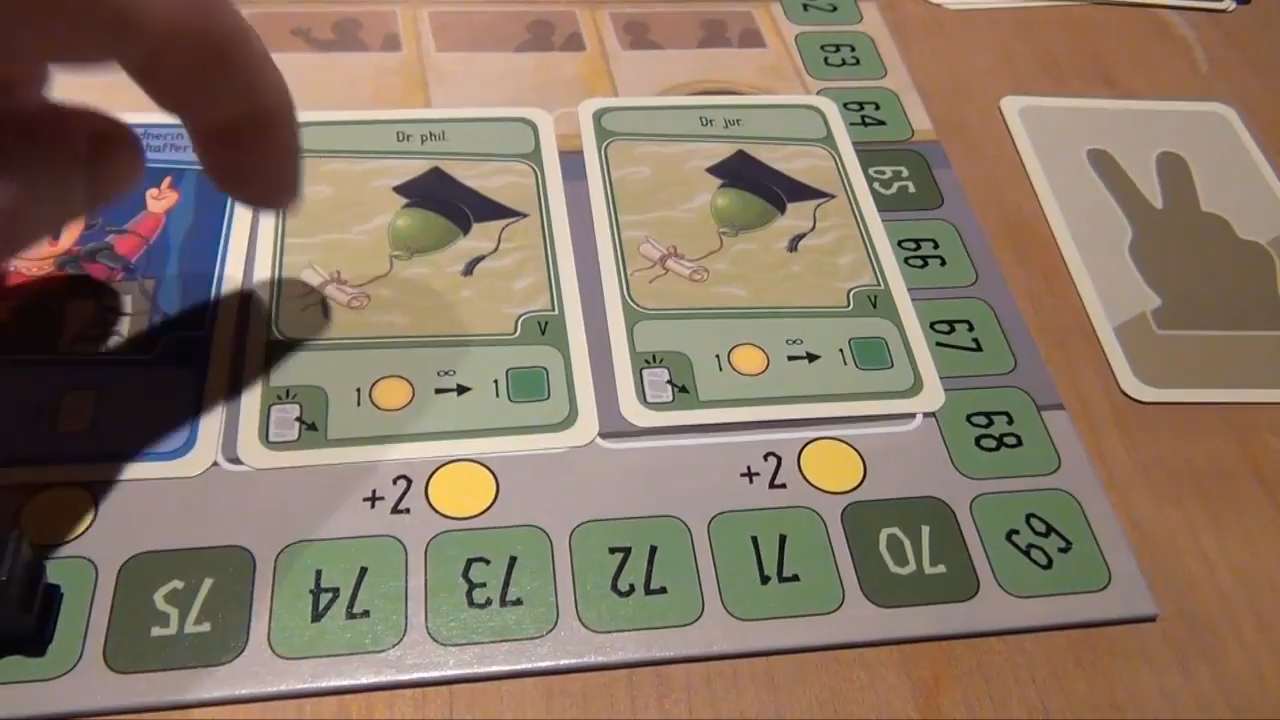 62
63
64
65
66
67
68
69
70
71
72
73
74
75
Dr. phil.
V
1 ∞ → 1
+2
Dr. jur.
V
1 ∞ → 1
+2